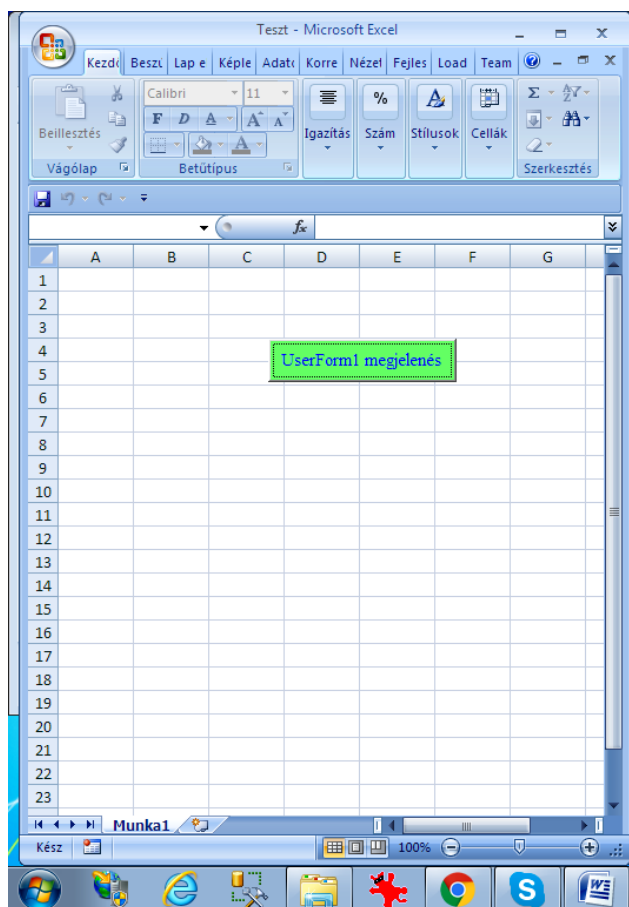 Teszt - Microsoft Excel
Kezdő Beszú Lap e Képle Adato Korre Nézet Fejles Load Team
Calibri 11
Beillesztés F D A A A Igazítás % Szám Stílusok Cellák Σ
Vágólap Betűtípus Szerkesztés
fx
A B C D E F G
1
2
3
4
UserForm1 megjelenés
5
6
7
8
9
10
11
12
13
14
15
16
17
18
19
20
21
22
23
Munka1
Kész 100%